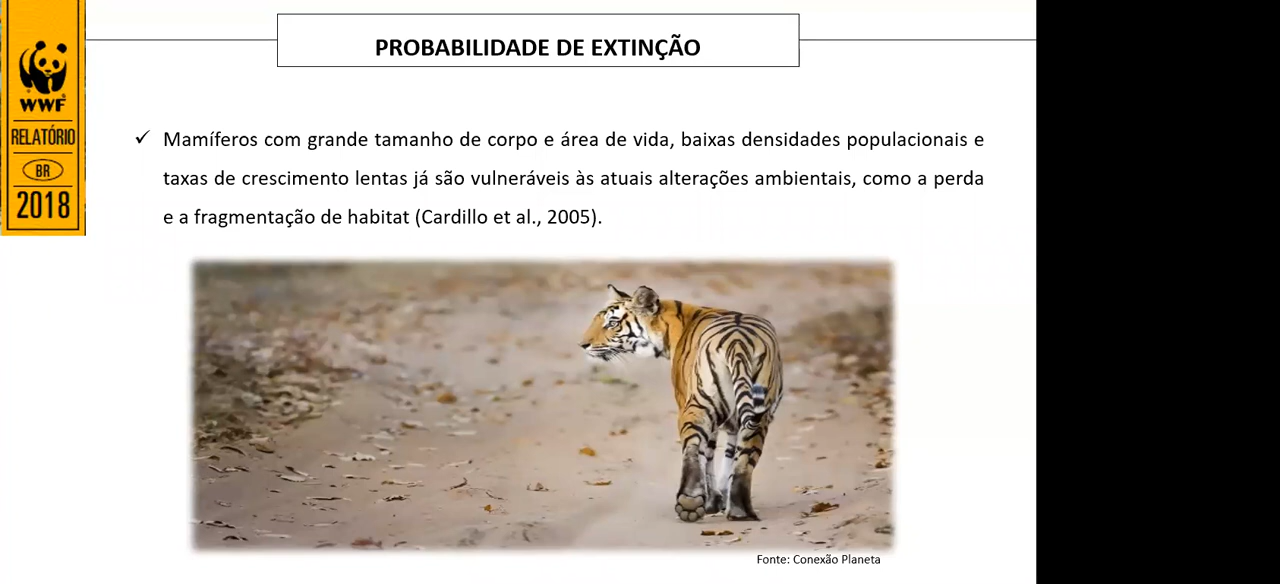 WWF
RELATÓRIO
BR
2018
PROBABILIDADE DE EXTINÇÃO
✓ Mamíferos com grande tamanho de corpo e área de vida, baixas densidades populacionais e
taxas de crescimento lentas já são vulneráveis às atuais alterações ambientais, como a perda
e a fragmentação de habitat (Cardillo et al., 2005).
Fonte: Conexão Planeta